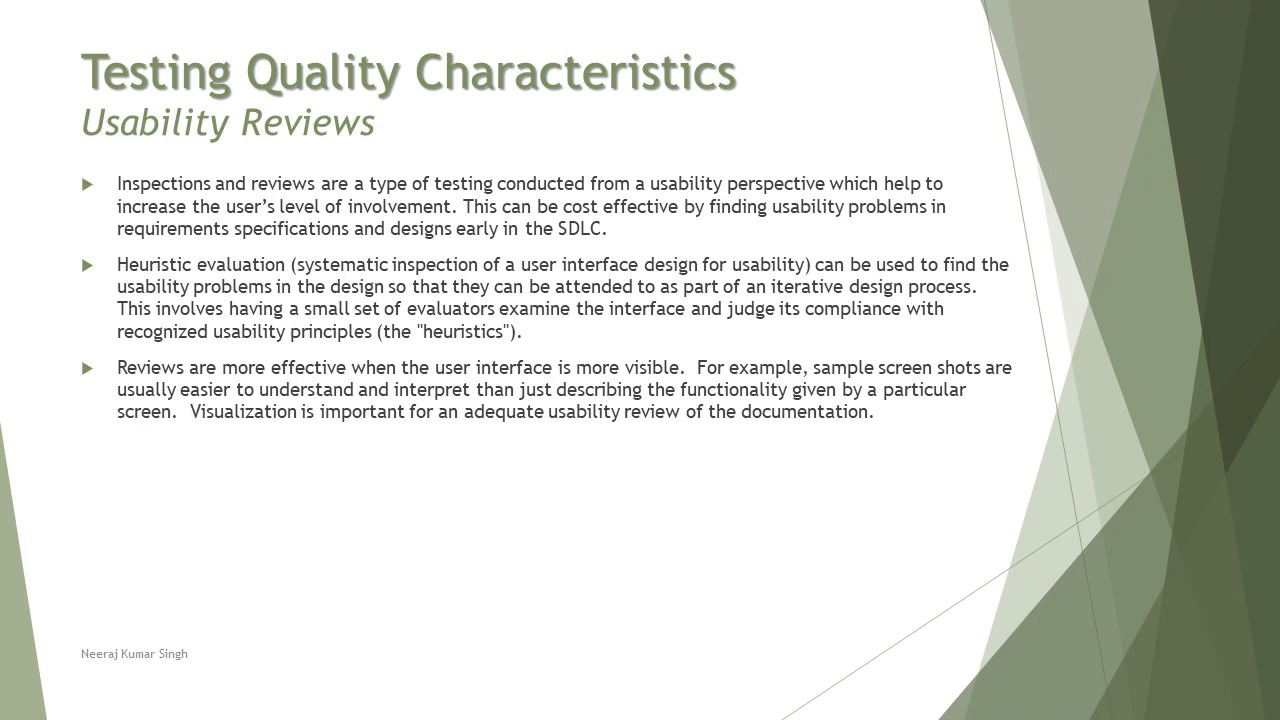 Testing Quality Characteristics
Usability Reviews
Inspections and reviews are a type of testing conducted from a usability perspective which help to
increase the user’s level of involvement. This can be cost effective by finding usability problems in
requirements specifications and designs early in the SDLC.
Heuristic evaluation (systematic inspection of a user interface design for usability) can be used to find the
usability problems in the design so that they can be attended to as part of an iterative design process.
This involves having a small set of evaluators examine the interface and judge its compliance with
recognized usability principles (the "heuristics").
Reviews are more effective when the user interface is more visible.  For example, sample screen shots are
usually easier to understand and interpret than just describing the functionality given by a particular
screen.  Visualization is important for an adequate usability review of the documentation.
Neeraj Kumar Singh